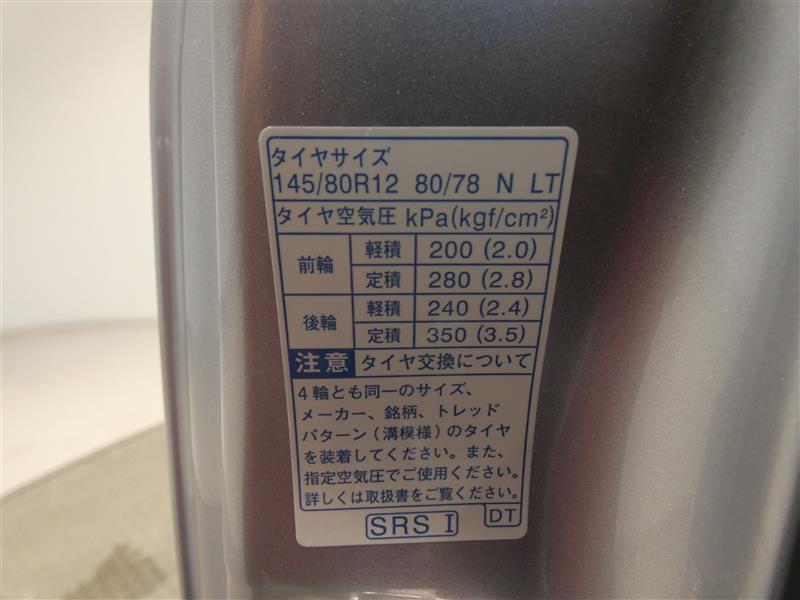 タイヤサイズ
145/80R12 80/78 N LT
タイヤ空気圧 kPa(kgf/cm²)
前輪 軽積 200 (2.0)
定積 280 (2.8)
後輪 軽積 240 (2.4)
定積 350 (3.5)
注意 タイヤ交換について
4輪とも同一のサイズ、
メーカー、銘柄、トレッド
パターン(溝模様)のタイヤ
を装着してください。また、
指定空気圧でご使用ください。
詳しくは取扱書をご覧ください。
SRS I DT